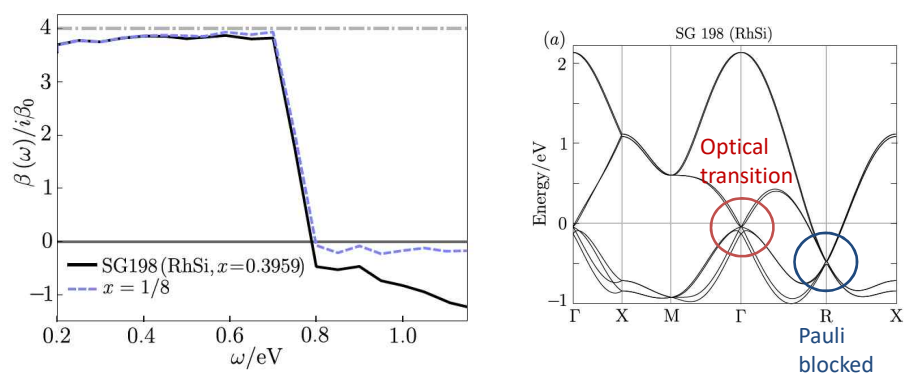 4
3
2
1
0
−1
β (ω)/iβ₀
SG198 (RhSi, x=0.3959)
x = 1/8
0.2
0.4
0.6
0.8
1.0
ω/eV
(a)
SG 198 (RhSi)
2
1
0
-1
Energy/eV
Optical
transition
Γ
X
M
Γ
R
X
Pauli
blocked